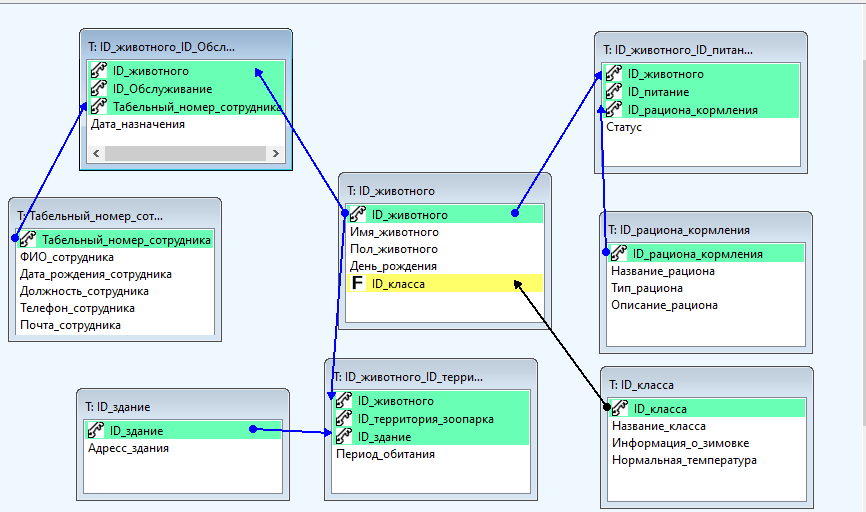 T: ID_животного_ID_Обсл...
ID_животного
ID_Обслуживание
Табельный_номер_сотрудника
Дата_назначения
T: ID_животного_ID_питан...
ID_животного
ID_питание
ID_рациона_кормления
Статус
T: ID_животного
ID_животного
Имя_животного
Пол_животного
День_рождения
F ID_класса
T: Табельный_номер_сот...
Табельный_номер_сотрудника
ФИО_сотрудника
Дата_рождения_сотрудника
Должность_сотрудника
Телефон_сотрудника
Почта_сотрудника
T: ID_рациона_кормления
ID_рациона_кормления
Название_рациона
Тип_рациона
Описание_рациона
T: ID_здание
ID_здание
Адресс_здания
T: ID_животного_ID_терри...
ID_животного
ID_территория_зоопарка
ID_здание
Период_обитания
T: ID_класса
ID_класса
Название_класса
Информация_о_зимовке
Нормальная_температура